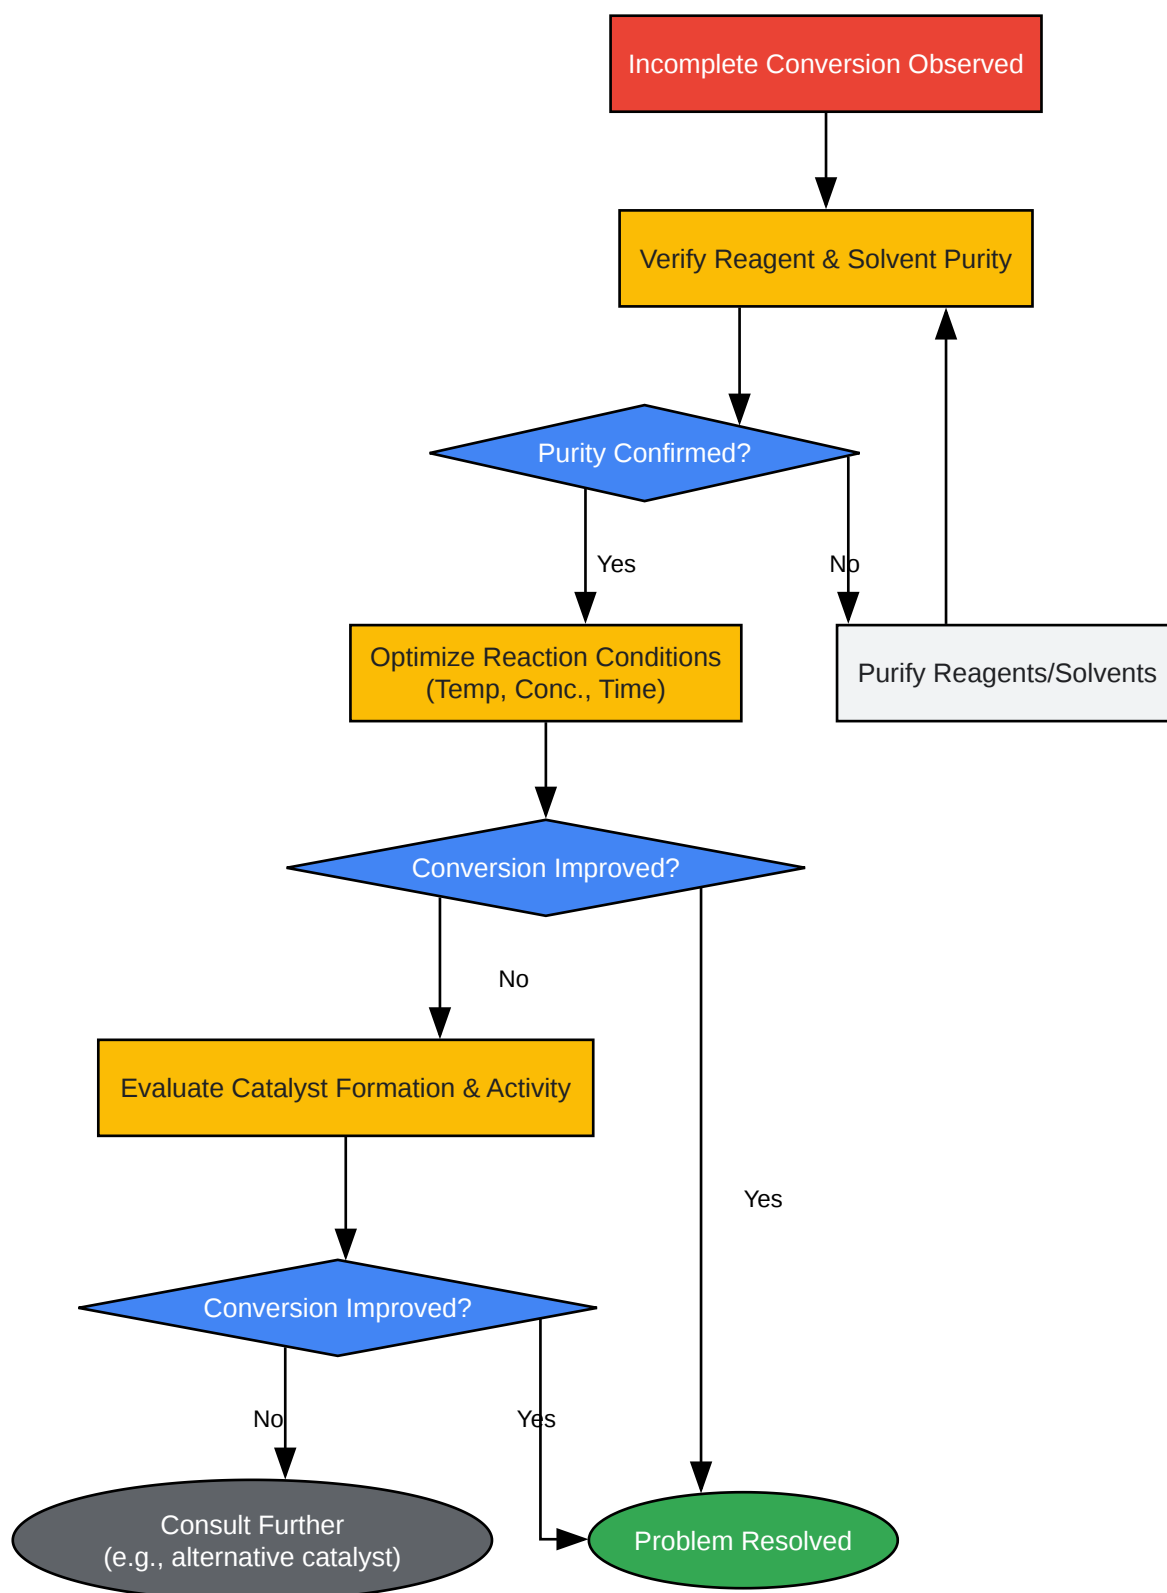 Incomplete Conversion Observed
Verify Reagent & Solvent Purity
Purity Confirmed?
Yes
No
Optimize Reaction Conditions
(Temp, Conc., Time)
Purify Reagents/Solvents
Conversion Improved?
No
Evaluate Catalyst Formation & Activity
Yes
Conversion Improved?
No
Yes
Consult Further
(e.g., alternative catalyst)
Problem Resolved